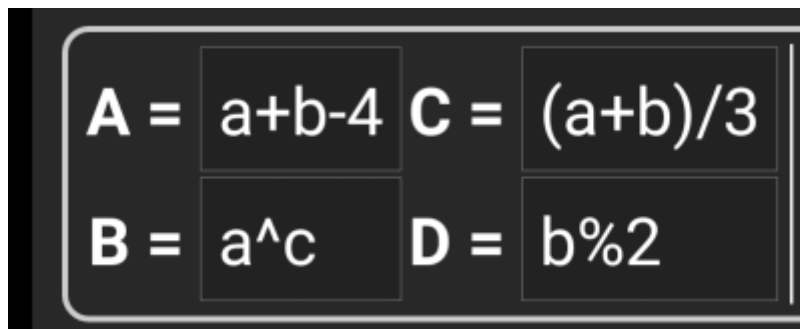 A = a+b-4 C = (a+b)/3
B = a^c D = b%2